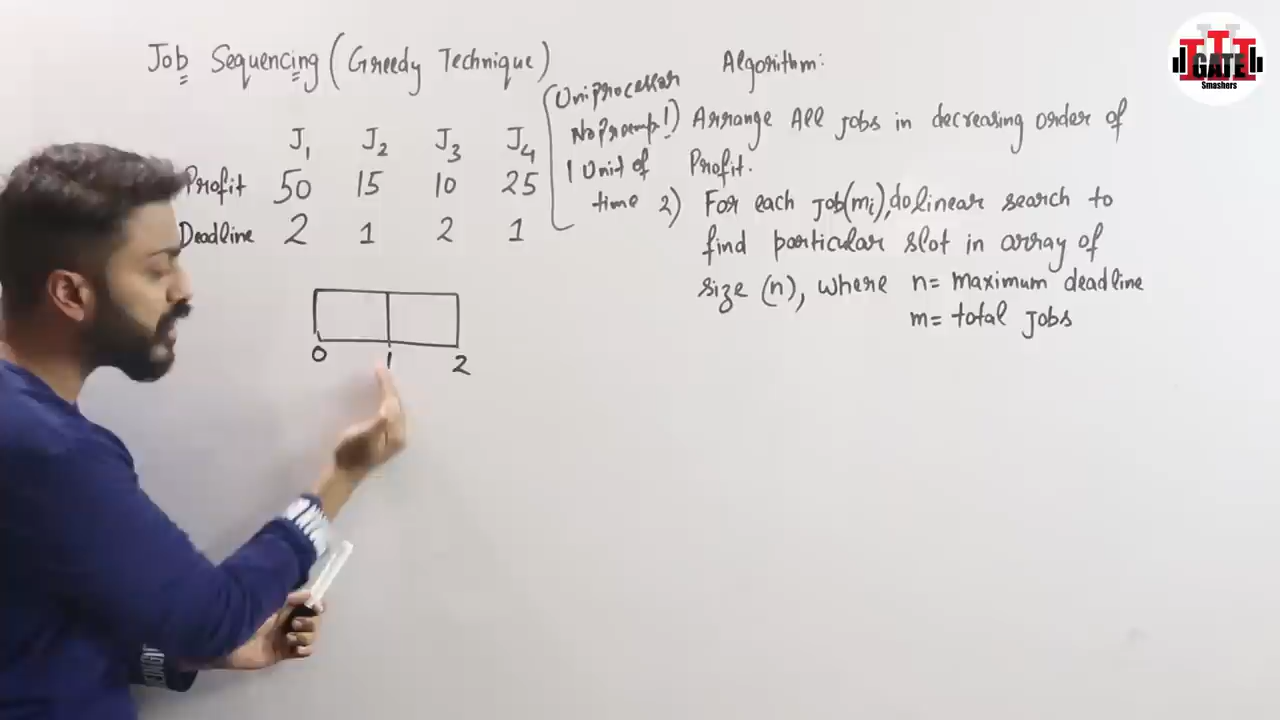 Job Sequencing (Greedy Technique)
J1 J2 J3 J4
Profit 50 15 10 25
Deadline 2 1 2 1
0 1 2
(Uniprocessor
No Preemp!)
1 Unit of
time
Algorithm:
Arrange All jobs in decreasing order of
Profit.
2) For each job(mi), do linear search to
find particular slot in array of
size (n), where n= maximum deadline
m= total jobs
GATE
Smashers